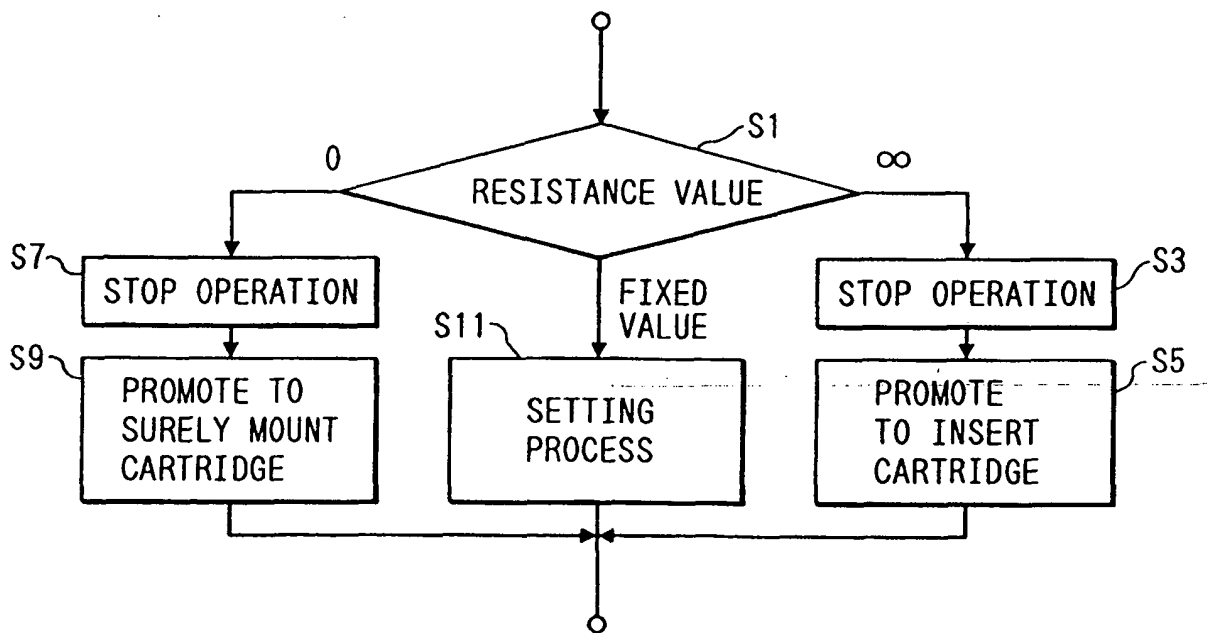 S1
0
∞
RESISTANCE VALUE
S7
STOP OPERATION
FIXED
VALUE
S3
STOP OPERATION
S9
PROMOTE TO
SURELY MOUNT
CARTRIDGE
S11
SETTING
PROCESS
S5
PROMOTE
TO INSERT
CARTRIDGE